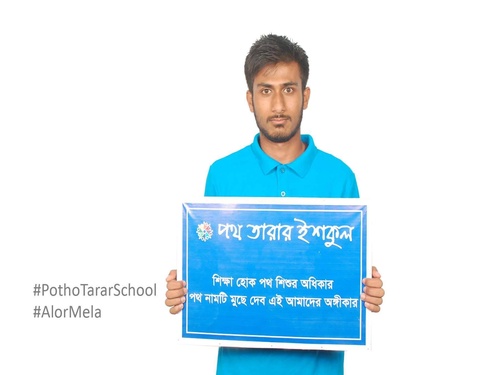 পথ তারার ইশকুল
শিক্ষা হোক পথ শিশুর অধিকার
পথ নামটি মুছে দেব এই আমাদের অঙ্গীকার
#PothoTararSchool
#AlorMela